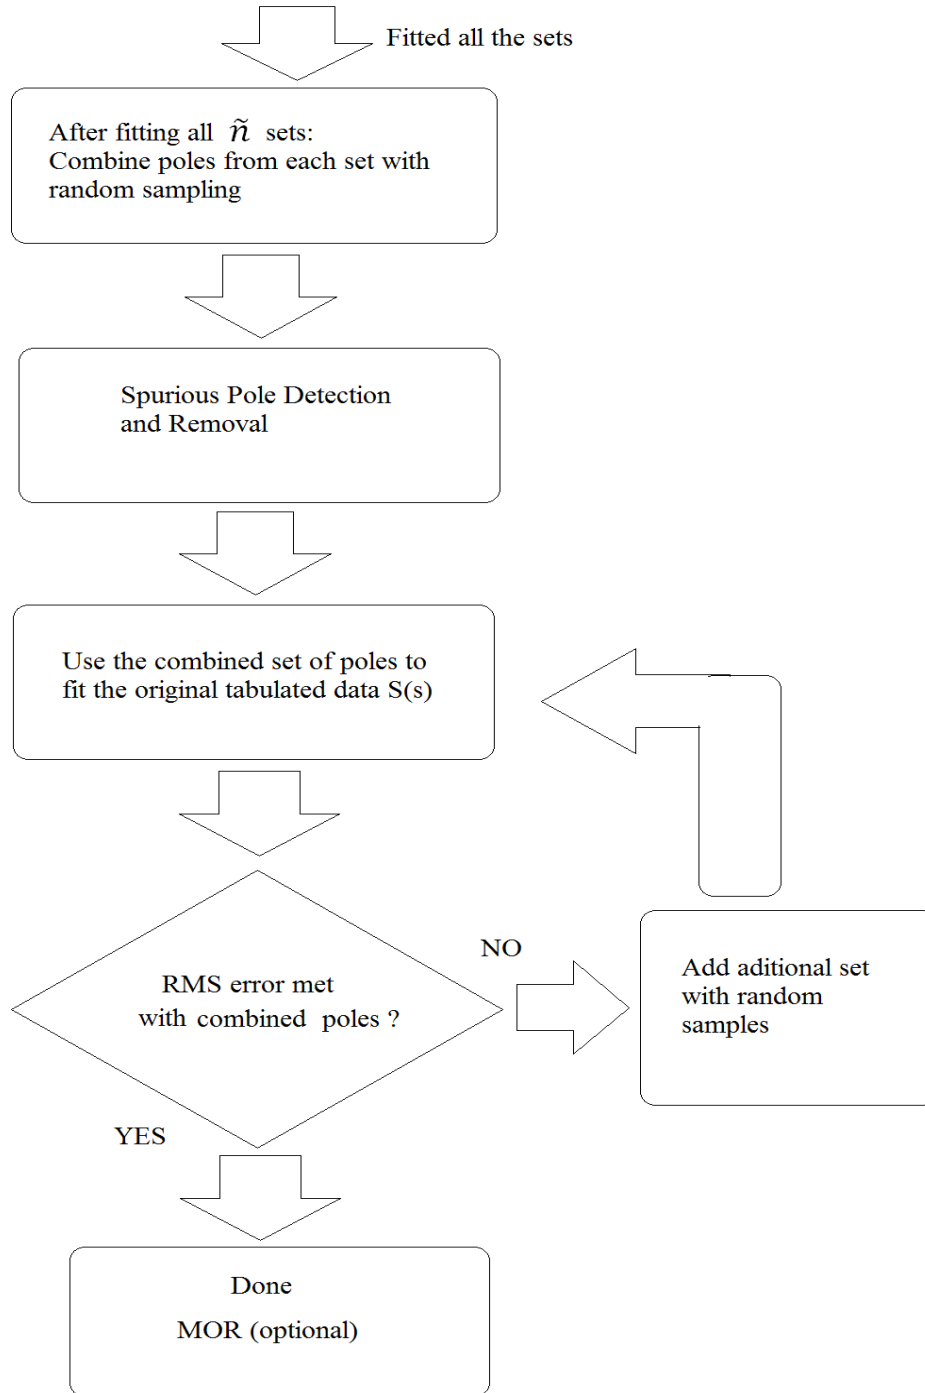 Fitted all the sets
After fitting all ñ sets:
Combine poles from each set with
random sampling
Spurious Pole Detection
and Removal
Use the combined set of poles to
fit the original tabulated data S(s)
RMS error met
with combined poles ?
NO
Add aditional set
with random
samples
YES
Done
MOR (optional)